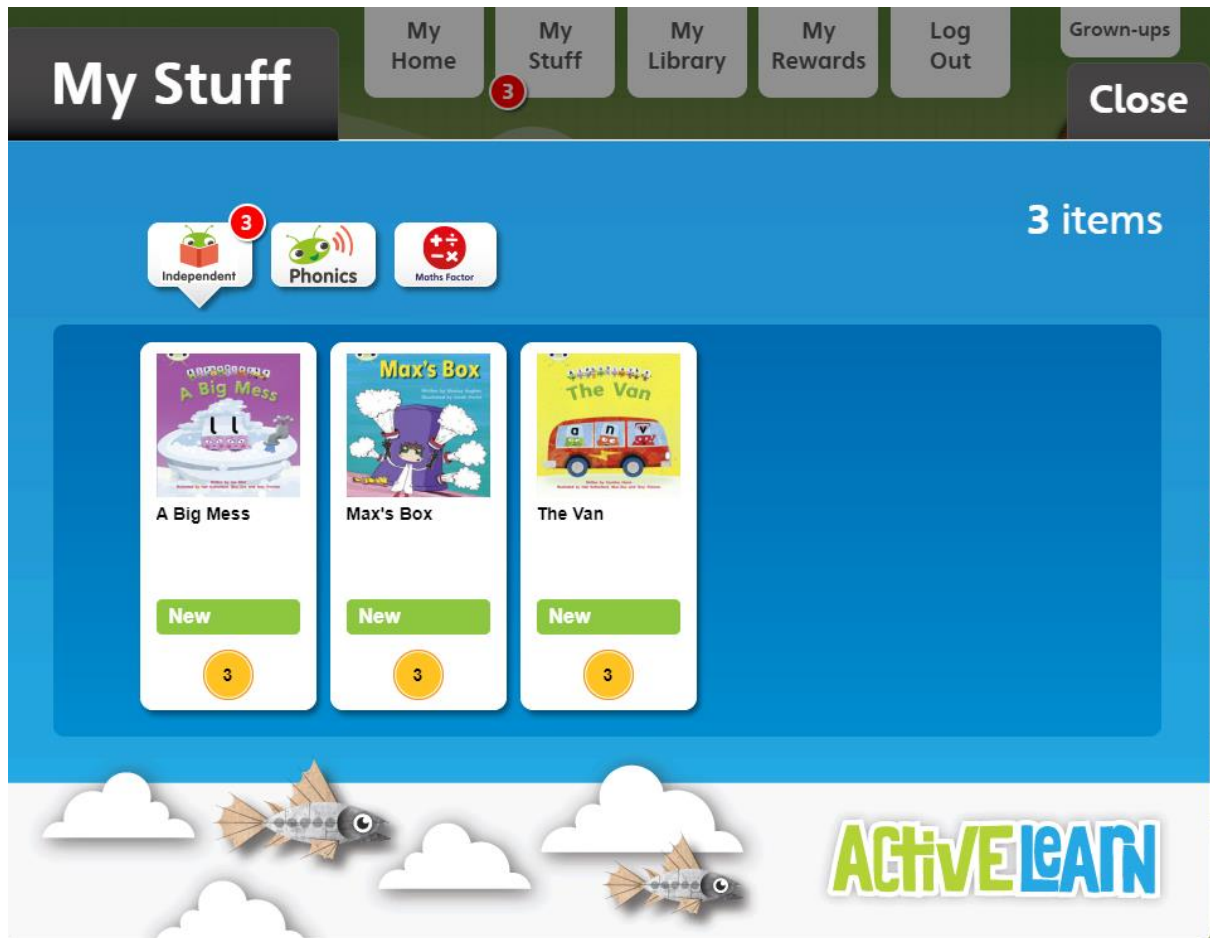 My Stuff
My Home
My Stuff
3
My Library
My Rewards
Log Out
Grown-ups
Close
3 items
Independent
3
Phonics
Maths Factor
A Big Mess
l l
Max's Box
The Van
a n v
A Big Mess
Max's Box
The Van
New
New
New
3
3
3
ACTIVE LEARN